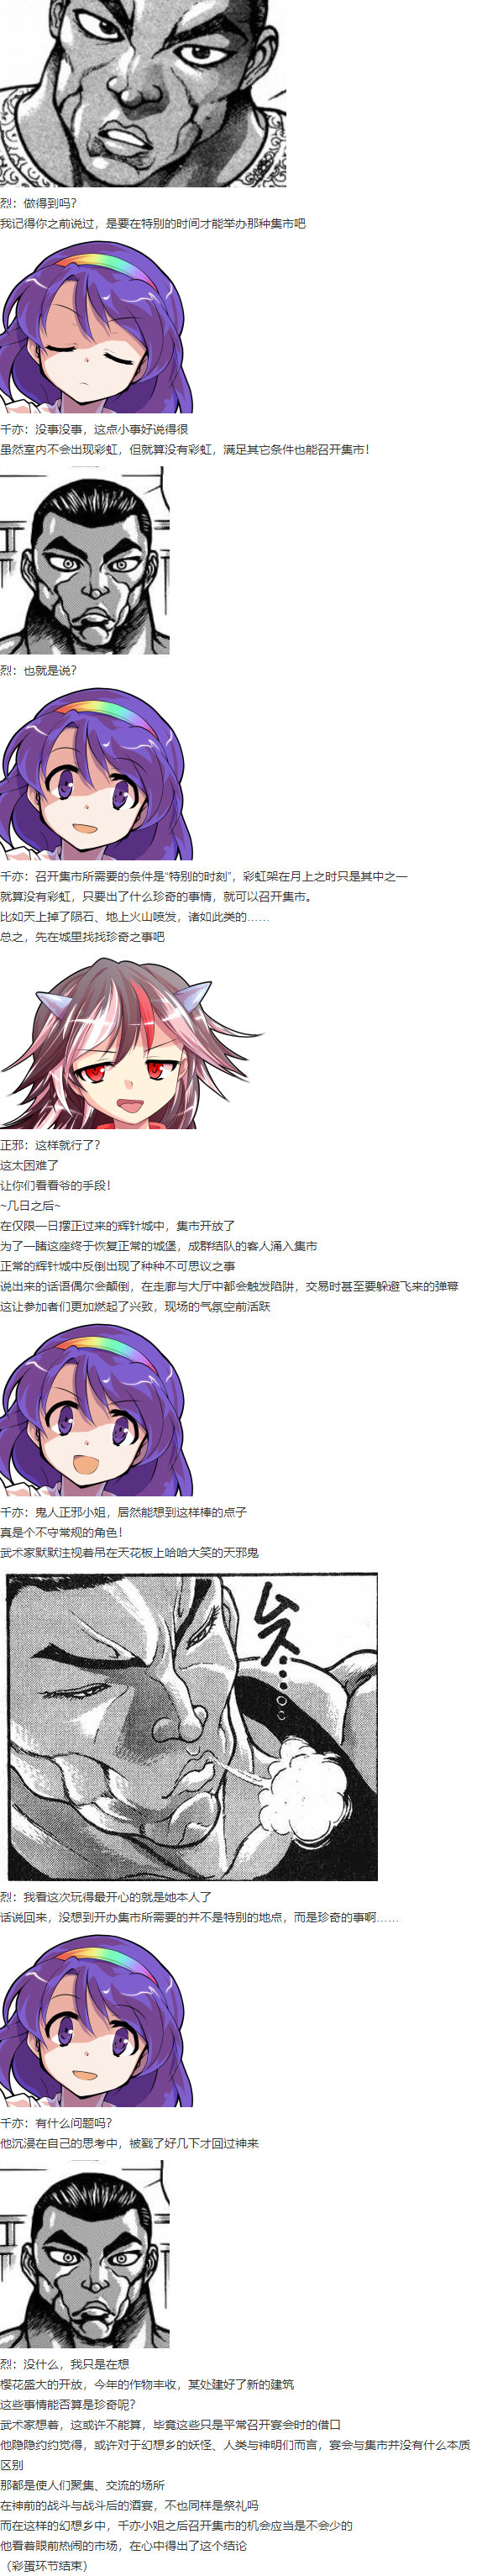 烈：做得到吗？
我记得你之前说过，是要在特别的时间才能举办那种集市吧
千亦：没事没事，这点小事好说得很
虽然室内不会出现彩虹，但就算没有彩虹，满足其它条件也能召开集市！
烈：也就是说？
千亦：召开集市所需要的条件是“特别的时刻”，彩虹架在月上之时只是其中之一
就算没有彩虹，只要出了什么珍奇的事情，就可以召开集市。
比如天上掉了陨石、地上火山喷发，诸如此类的……
总之，先在城里找找珍奇之事吧
正邪：这样就行了？
这太困难了
让你们看看爷的手段！
~几日之后~
在仅限一日摆正过来的辉针城中，集市开放了
为了一睹这座终于恢复正常的城堡，成群结队的客人涌入集市
正常的辉针城中反倒出现了种种不可思议之事
说出来的话语偶尔会颠倒，在走廊与大厅中都会触发陷阱，交易时甚至要躲避飞来的弹幕
这让参加者们更加燃起了兴致，现场的气氛空前活跃
千亦：鬼人正邪小姐，居然能想到这样棒的点子
真是个不守常规的角色！
武术家默默注视着吊在天花板上哈哈大笑的天邪鬼
ムス…。。
烈：我看这次玩得最开心的就是她本人了
话说回来，没想到开办集市所需要的并不是特别的地点，而是珍奇的事啊……
千亦：有什么问题吗？
他沉浸在自己的思考中，被戳了好几下才回过神来
烈：没什么，我只是在想
樱花盛大的开放，今年的作物丰收，某处建好了新的建筑
这些事情能否算是珍奇呢？
武术家想着，这或许不能算，毕竟这些只是平常召开宴会时的借口
他隐隐约约觉得，或许对于幻想乡的妖怪、人类与神明们而言，宴会与集市并没有什么本质
区别
那都是使人们聚集、交流的场所
在神前的战斗与战斗后的酒宴，不也同样是祭礼吗
而在这样的幻想乡中，千亦小姐之后召开集市的机会应当是不会少的
他看着眼前热闹的市场，在心中得出了这个结论
（彩蛋环节结束）